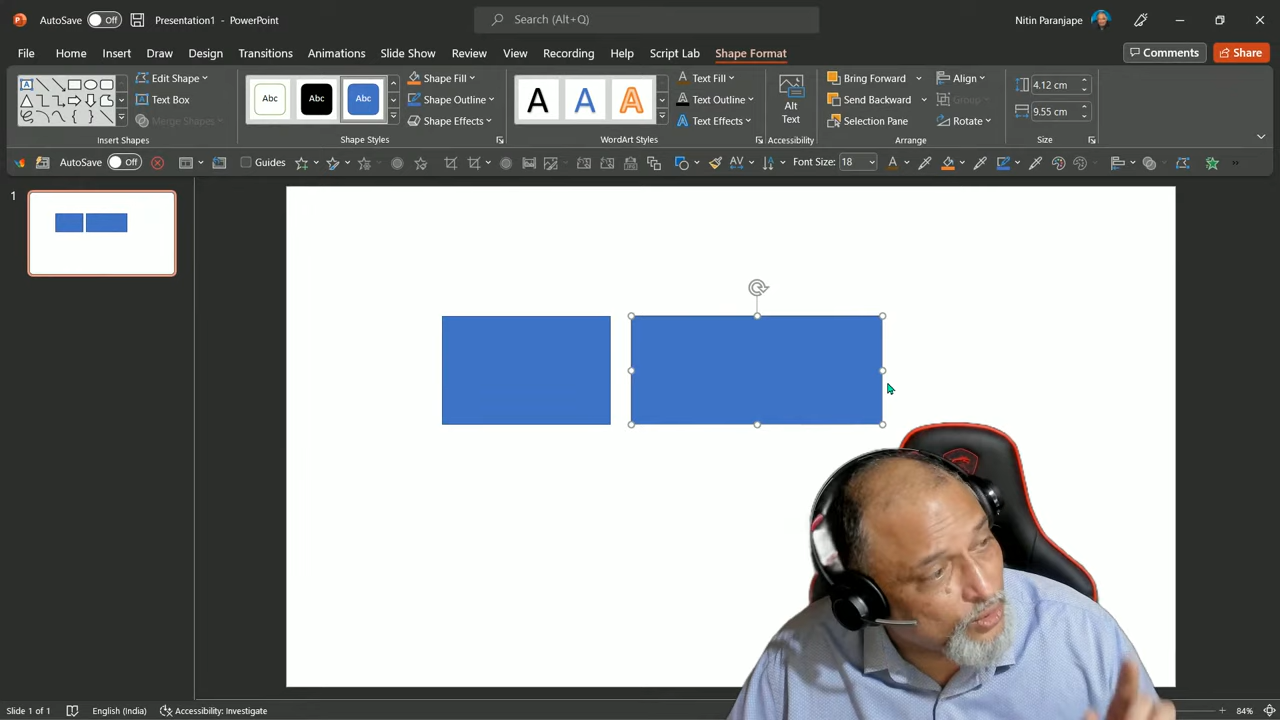 AutoSave Off Presentation1 - PowerPoint Search (Alt+Q) Nitin Paranjape
File Home Insert Draw Design Transitions Animations Slide Show Review View Recording Help Script Lab Shape Format Comments Share
Edit Shape
Text Box
Merge Shapes
Insert Shapes
Abc Abc Abc
Shape Fill
Shape Outline
Shape Effects
Shape Styles
A A A
Text Fill
Text Outline
Text Effects
WordArt Styles
Alt
Text
Accessibility
Bring Forward
Send Backward
Selection Pane
Align
Group
Rotate
Arrange
4.12 cm
9.55 cm
Size
AutoSave Off Guides Font Size: 18
1
Slide 1 of 1 English (India) Accessibility: Investigate 84%